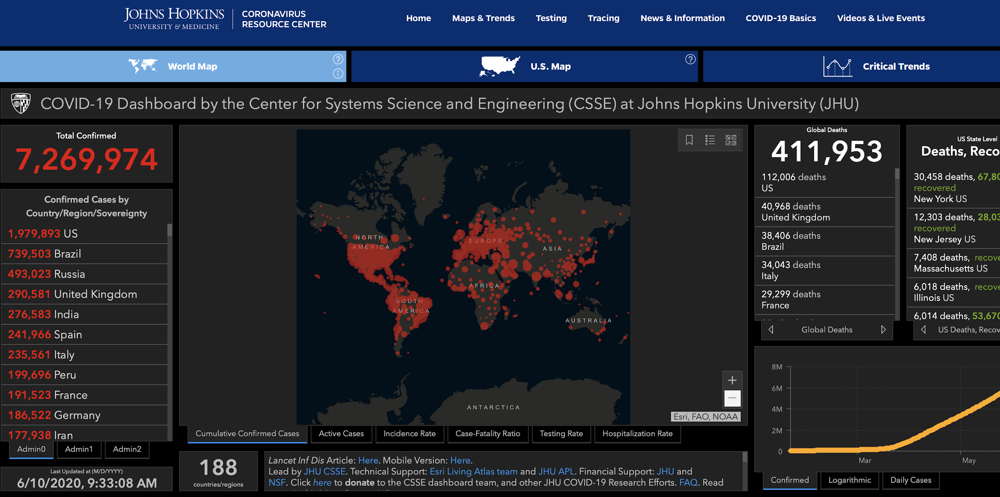 JOHNS HOPKINS
UNIVERSITY & MEDICINE
CORONAVIRUS
RESOURCE CENTER
Home
Maps & Trends
Testing
Tracing
News & Information
COVID-19 Basics
Videos & Live Events
World Map
U.S. Map
Critical Trends
COVID-19 Dashboard by the Center for Systems Science and Engineering (CSSE) at Johns Hopkins University (JHU)
Total Confirmed
7,269,974
Confirmed Cases by
Country/Region/Sovereignty
1,979,893 US
739,503 Brazil
493,023 Russia
290,581 United Kingdom
276,583 India
241,966 Spain
235,561 Italy
199,696 Peru
191,523 France
186,522 Germany
177,938 Iran
Admin0
Admin1
Admin2
Last Updated at (M/D/YYYY)
6/10/2020, 9:33:08 AM
NORTH
AMERICA
EUROPE
ASIA
AFRICA
SOUTH
AMERICA
AUSTRALIA
ANTARCTICA
Esri, FAO, NOAA
Cumulative Confirmed Cases
Active Cases
Incidence Rate
Case-Fatality Ratio
Testing Rate
Hospitalization Rate
188
countries/regions
Lancet Inf Dis Article: Here. Mobile Version: Here.
Lead by JHU CSSE. Technical Support: Esri Living Atlas team and JHU APL. Financial Support: JHU and
NSF. Click here to donate to the CSSE dashboard team, and other JHU COVID-19 Research Efforts. FAQ. Read
Global Deaths
411,953
112,006 deaths
US
40,968 deaths
United Kingdom
38,406 deaths
Brazil
34,043 deaths
Italy
29,299 deaths
France
Global Deaths
US State Level
Deaths, Reco
30,458 deaths, 67,80
recovered
New York US
12,303 deaths, 28,03
recovered
New Jersey US
7,408 deaths, recove
Massachusetts US
6,018 deaths, recove
Illinois US
6,014 deaths, 53,670
US Deaths, Recov
8M
6M
4M
2M
0
Mar
May
Confirmed
Logarithmic
Daily Cases